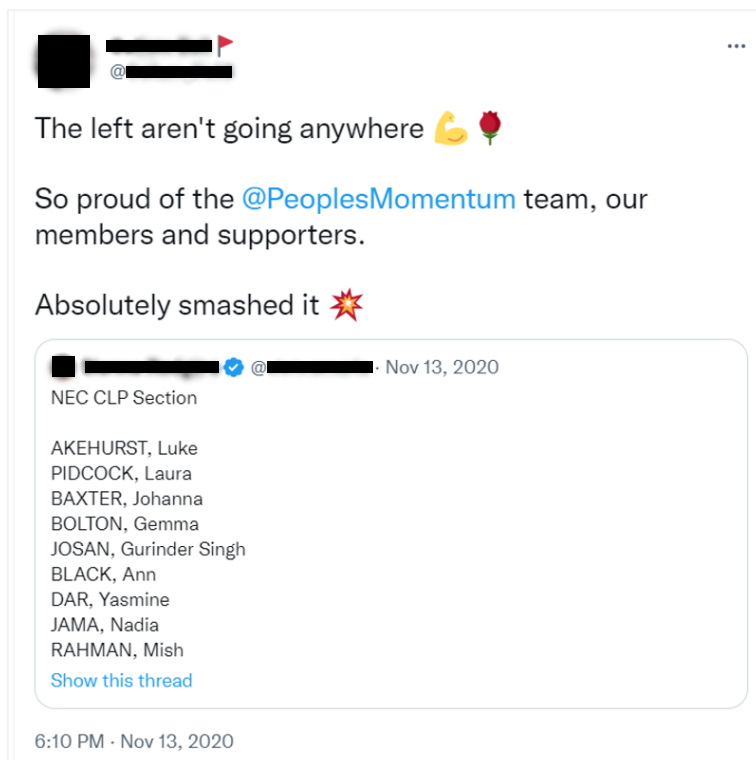 @
The left aren't going anywhere 💪🌹
So proud of the @PeoplesMomentum team, our
members and supporters.
Absolutely smashed it 💥
@ · Nov 13, 2020
NEC CLP Section
AKEHURST, Luke
PIDCOCK, Laura
BAXTER, Johanna
BOLTON, Gemma
JOSAN, Gurinder Singh
BLACK, Ann
DAR, Yasmine
JAMA, Nadia
RAHMAN, Mish
Show this thread
6:10 PM · Nov 13, 2020